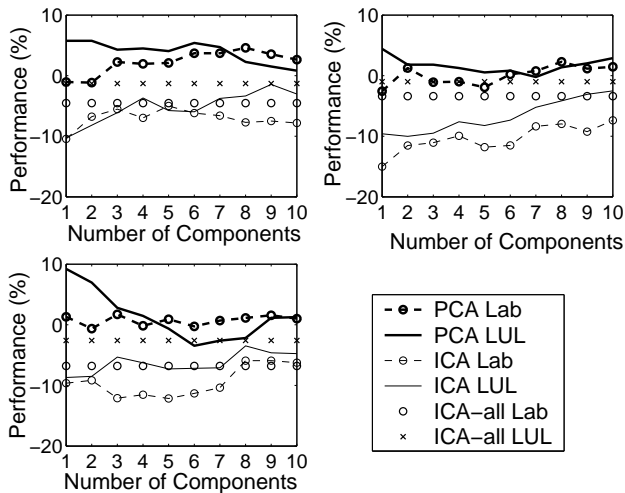 Performance (%)
10
0
−10
−20
1 2 3 4 5 6 7 8 9 10
Number of Components
Performance (%)
10
0
−10
−20
1 2 3 4 5 6 7 8 9 10
Number of Components
Performance (%)
10
0
−10
−20
1 2 3 4 5 6 7 8 9 10
Number of Components
PCA Lab
PCA LUL
ICA Lab
ICA LUL
ICA−all Lab
ICA−all LUL